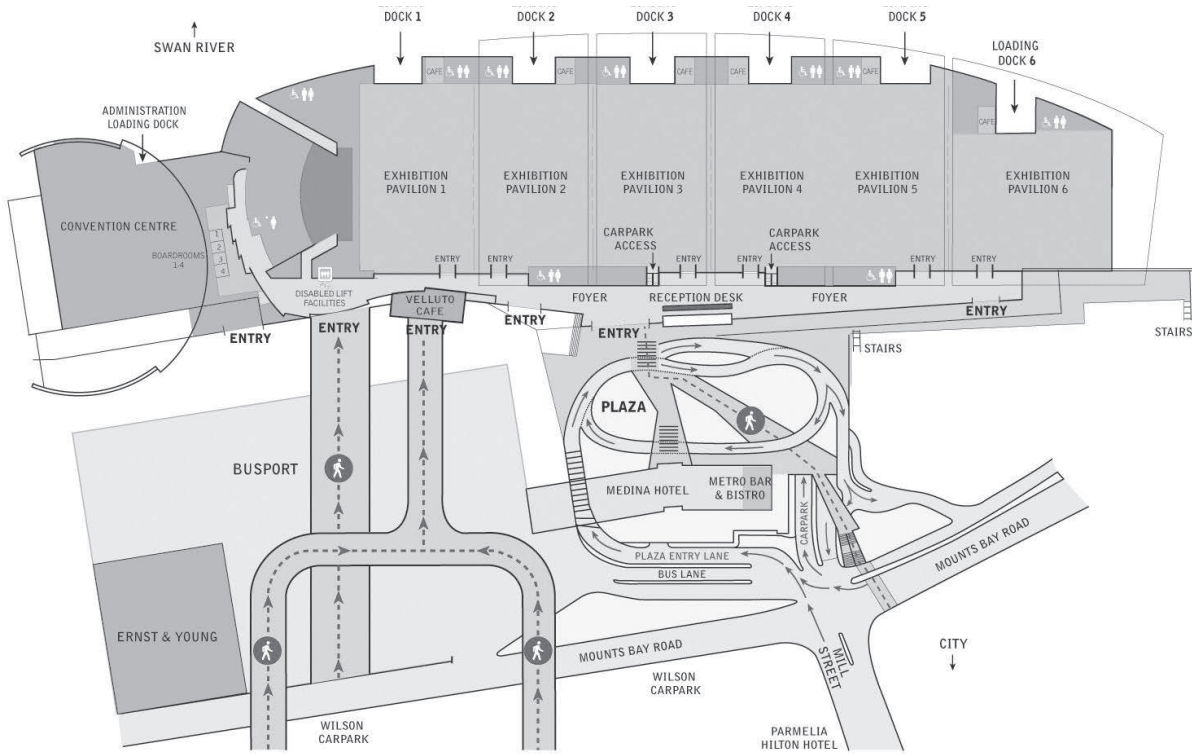 DOCK 1
DOCK 2
DOCK 3
DOCK 4
DOCK 5
SWAN RIVER
LOADING
DOCK 6
CAFE
CAFE
CAFE
CAFE
CAFE
CAFE
ADMINISTRATION
LOADING DOCK
EXHIBITION
PAVILION 1
EXHIBITION
PAVILION 2
EXHIBITION
PAVILION 3
EXHIBITION
PAVILION 4
EXHIBITION
PAVILION 5
EXHIBITION
PAVILION 6
CONVENTION CENTRE
BOARDROOMS
1-4
1
2
3
4
CARPARK
ACCESS
CARPARK
ACCESS
ENTRY
ENTRY
ENTRY
ENTRY
ENTRY
ENTRY
DISABLED LIFT
FACILITIES
VELLUTO
CAFE
FOYER
RECEPTION DESK
FOYER
ENTRY
ENTRY
ENTRY
ENTRY
ENTRY
ENTRY
STAIRS
STAIRS
PLAZA
BUSPORT
MEDINA HOTEL
METRO BAR
& BISTRO
CARPARK
PLAZA ENTRY LANE
BUS LANE
MOUNTS BAY ROAD
ERNST & YOUNG
MOUNTS BAY ROAD
MILL
STREET
CITY
WILSON
CARPARK
WILSON
CARPARK
PARMELIA
HILTON HOTEL